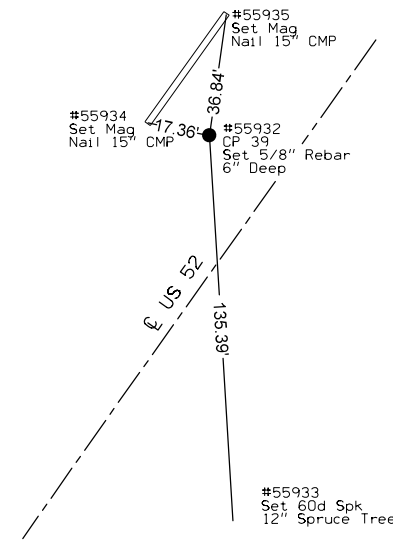 #55935
Set Mag
Nail 15" CMP
36.84'
#55934
Set Mag
Nail 15" CMP
17.36'
#55932
CP 39
Set 5/8" Rebar
6" Deep
℄ US 52
135.39'
#55933
Set 60d Spk
12" Spruce Tree